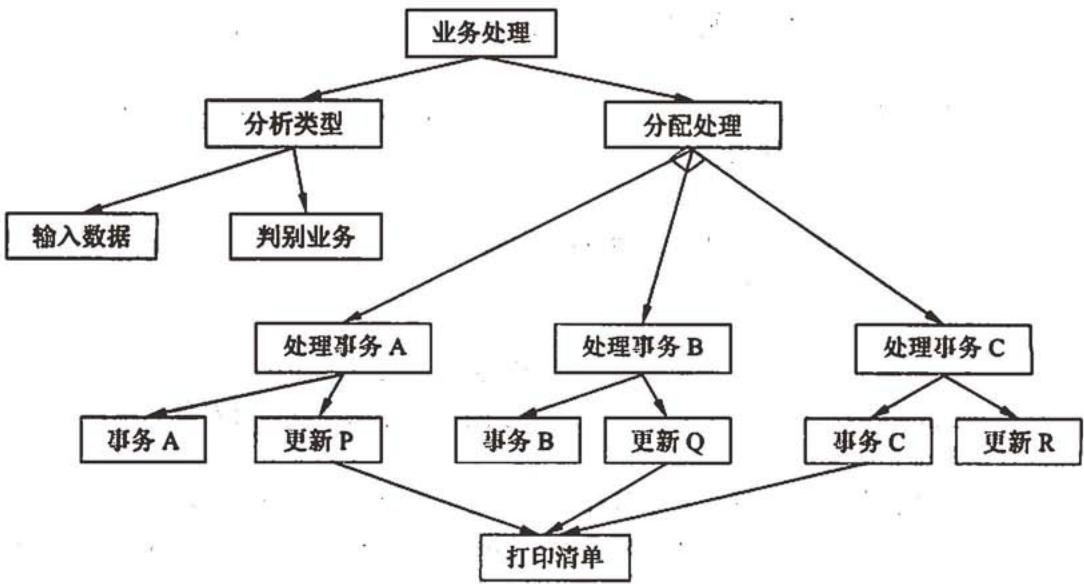 业务处理
分析类型
分配处理
输入数据
判别业务
处理事务 A
处理事务 B
处理事务 C
事务 A
更新 P
事务 B
更新 Q
事务 C
更新 R
打印清单